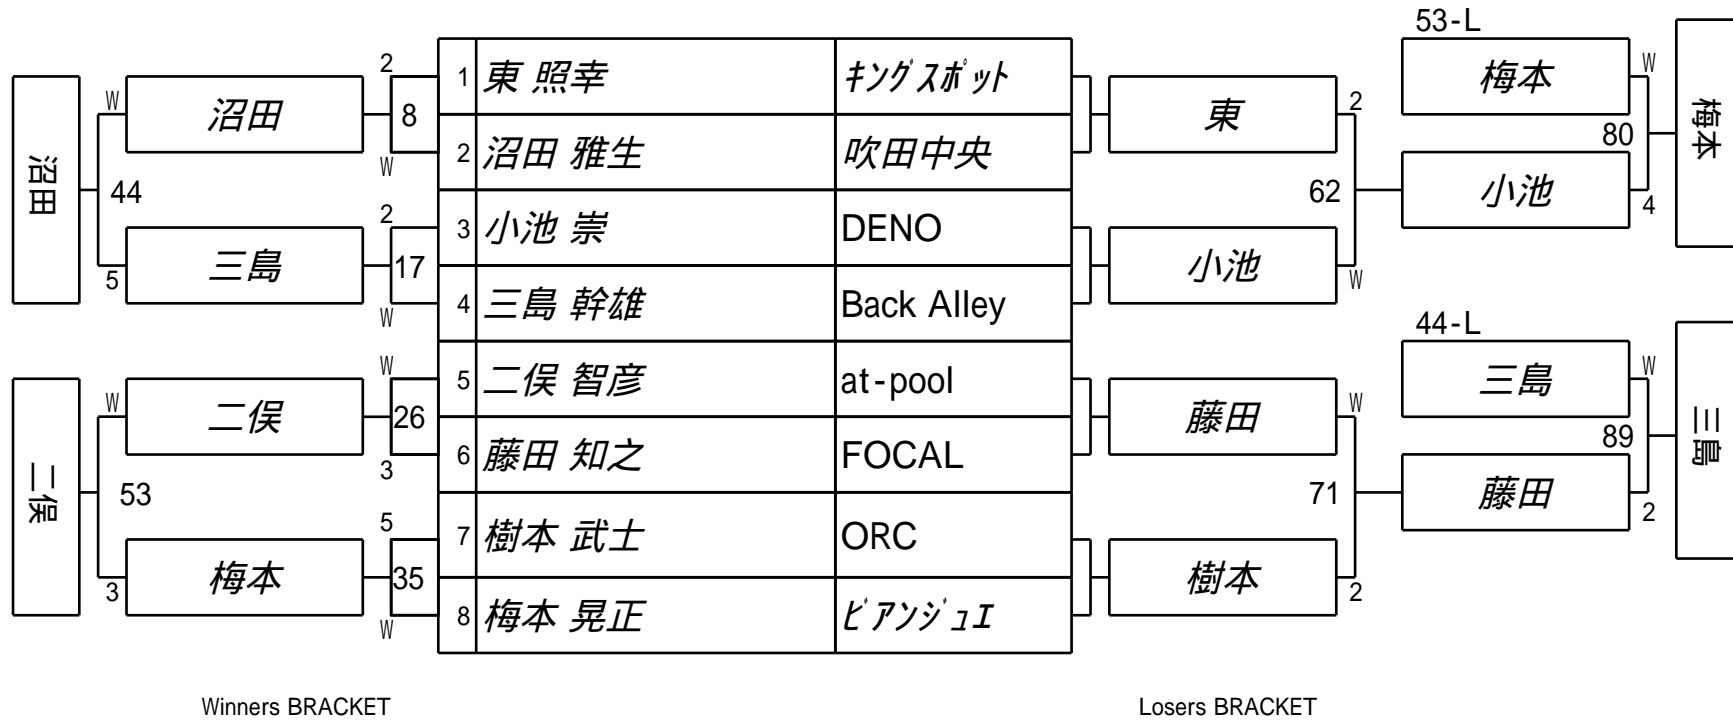 53-L
2
1 東 照幸 キングスポット
W 沼田 8 東 2 梅本 W
2 沼田 雅生 吹田中央
W
80 梅本
沼田 44 62 小池 4
2
3 小池 崇 DENO
5 三島 17 小池 W
4 三島 幹雄 Back Alley
W
44-L
W
5 二俣 智彦 at-pool
W 二俣 26 藤田 W 三島 W
6 藤田 知之 FOCAL
3
89 三島
二俣 53 71 藤田 2
5
7 樹本 武士 ORC
3 梅本 35 樹本 2
8 梅本 晃正 ビアンジュエ
W
Winners BRACKET Losers BRACKET